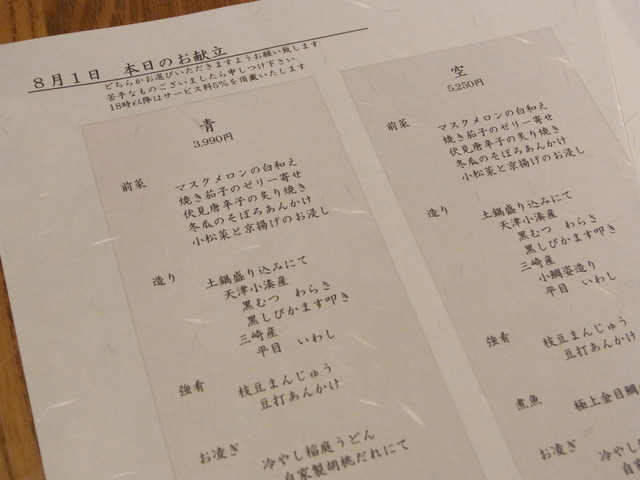 8月1日 本日のお献立
どちらかお選びいただきますようお願い致します
苦手なものございましたら申しつけ下さい
18時以降はサービス料5%を頂戴いたします
青
3,990円
前菜 マスクメロンの白和え
焼き茄子のゼリー寄せ
伏見唐辛子の炙り焼き
冬瓜のそぼろあんかけ
小松菜と京揚げのお浸し
造り 土鍋盛り込みにて
天津小湊産
黒むつ わらさ
黒しびかます叩き
三崎産
平目 いわし
強肴 枝豆まんじゅう
豆打あんかけ
お凌ぎ 冷やし稲庭うどん
自家製胡桃だれにて
空
5,250円
前菜 マスクメロンの白和え
焼き茄子のゼリー寄せ
伏見唐辛子の炙り焼き
冬瓜のそぼろあんかけ
小松菜と京揚げのお浸し
造り 土鍋盛り込みにて
天津小湊産
黒むつ わらさ
黒しびかます叩き
三崎産
小鯛姿造り
平目 いわし
強肴 枝豆まんじゅう
豆打あんかけ
煮魚 極上金目鯛
お凌ぎ 冷やし
自家